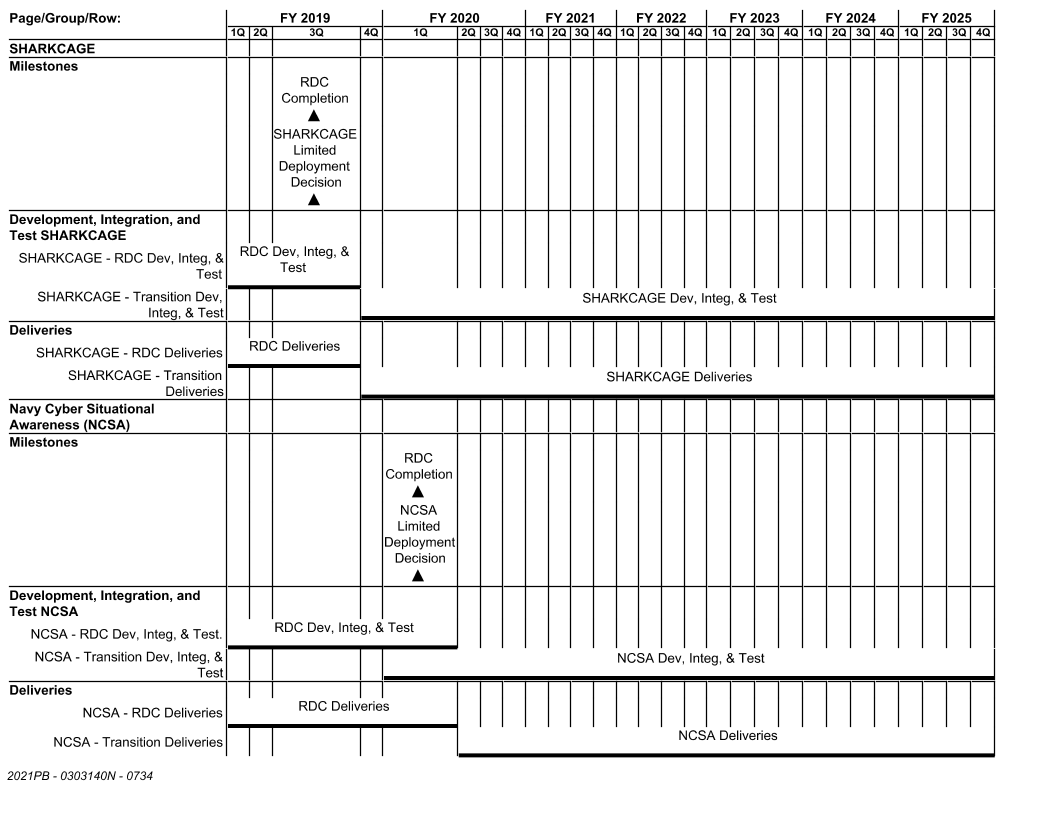 Page/Group/Row: FY 2019 FY 2020 FY 2021 FY 2022 FY 2023 FY 2024 FY 2025
1Q 2Q 3Q 4Q 1Q 2Q 3Q 4Q 1Q 2Q 3Q 4Q 1Q 2Q 3Q 4Q 1Q 2Q 3Q 4Q 1Q 2Q 3Q 4Q 1Q 2Q 3Q 4Q
SHARKCAGE
Milestones
RDC
Completion
▲
SHARKCAGE
Limited
Deployment
Decision
▲
Development, Integration, and
Test SHARKCAGE
SHARKCAGE - RDC Dev, Integ, &
Test
RDC Dev, Integ, &
Test
SHARKCAGE - Transition Dev,
Integ, & Test
SHARKCAGE Dev, Integ, & Test
Deliveries
SHARKCAGE - RDC Deliveries
RDC Deliveries
SHARKCAGE - Transition
Deliveries
SHARKCAGE Deliveries
Navy Cyber Situational
Awareness (NCSA)
Milestones
RDC
Completion
▲
NCSA
Limited
Deployment
Decision
▲
Development, Integration, and
Test NCSA
NCSA - RDC Dev, Integ, & Test.
RDC Dev, Integ, & Test
NCSA - Transition Dev, Integ, &
Test
NCSA Dev, Integ, & Test
Deliveries
NCSA - RDC Deliveries
RDC Deliveries
NCSA - Transition Deliveries
NCSA Deliveries
2021PB - 0303140N - 0734